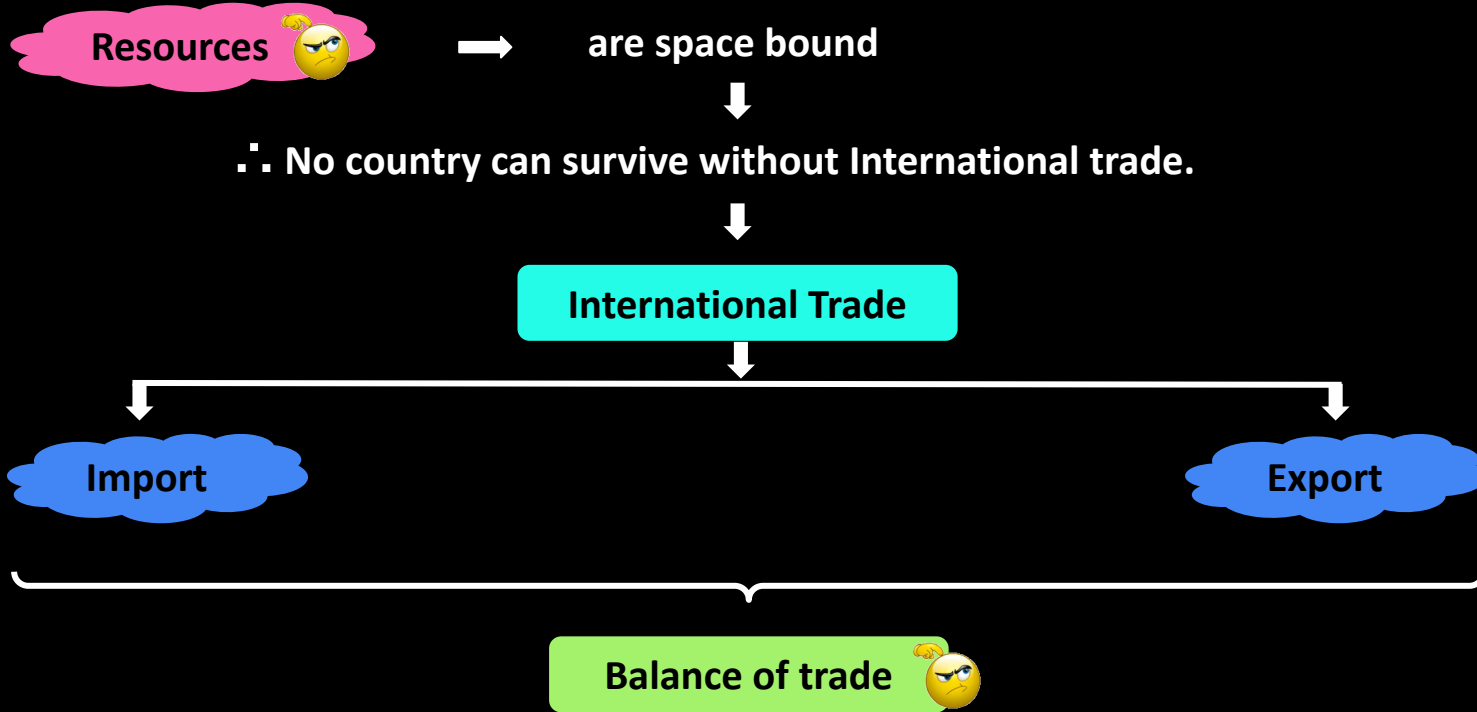 Resources
are space bound
∴ No country can survive without International trade.
International Trade
Import
Export
Balance of trade